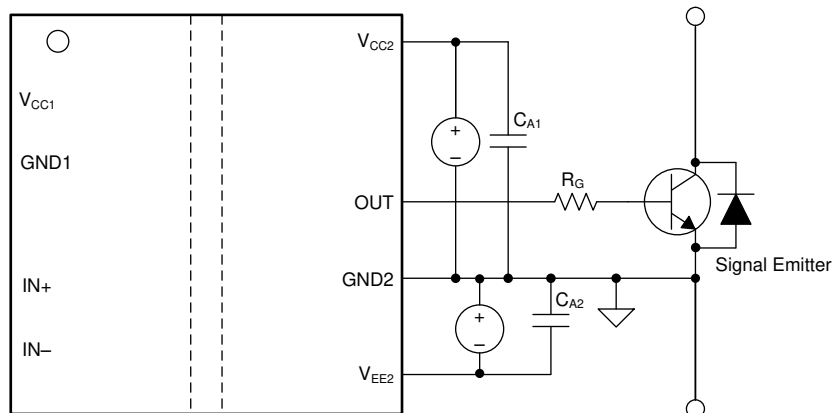 VCC2
VCC1
CA1
+
–
GND1
RG
OUT
Signal Emitter
GND2
IN+
CA2
+
–
IN–
VEE2